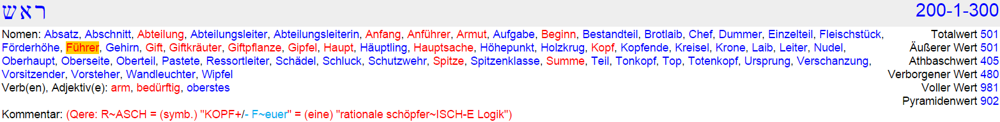 ראש 200-1-300
Nomen: Absatz, Abschnitt, Abteilung, Abteilungsleiter, Abteilungsleiterin, Anfang, Anführer, Armut, Aufgabe, Beginn, Bestandteil, Brotlaib, Chef, Dummer, Einzelteil, Fleischstück, Totalwert 501
Förderhöhe, Führer, Gehirn, Gift, Giftkräuter, Giftpflanze, Gipfel, Haupt, Häuptling, Hauptsache, Höhepunkt, Holzkrug, Kopf, Kopfende, Kreisel, Krone, Laib, Leiter, Nudel, Äußerer Wert 501
Oberhaupt, Oberseite, Oberteil, Pastete, Ressortleiter, Schädel, Schluck, Schutzwehr, Spitze, Spitzenklasse, Summe, Teil, Tonkopf, Top, Totenkopf, Ursprung, Verschanzung, Athbaschwert 405
Vorsitzender, Vorsteher, Wandleuchter, Wipfel Verborgener Wert 480
Verb(en), Adjektiv(e): arm, bedürftig, oberstes Voller Wert 981
Pyramidenwert 902
Kommentar: (Qere: R~ASCH = (symb.) "KOPF+/- F~euer" = (eine) "rationale schöpfer~ISCH-E Logik")